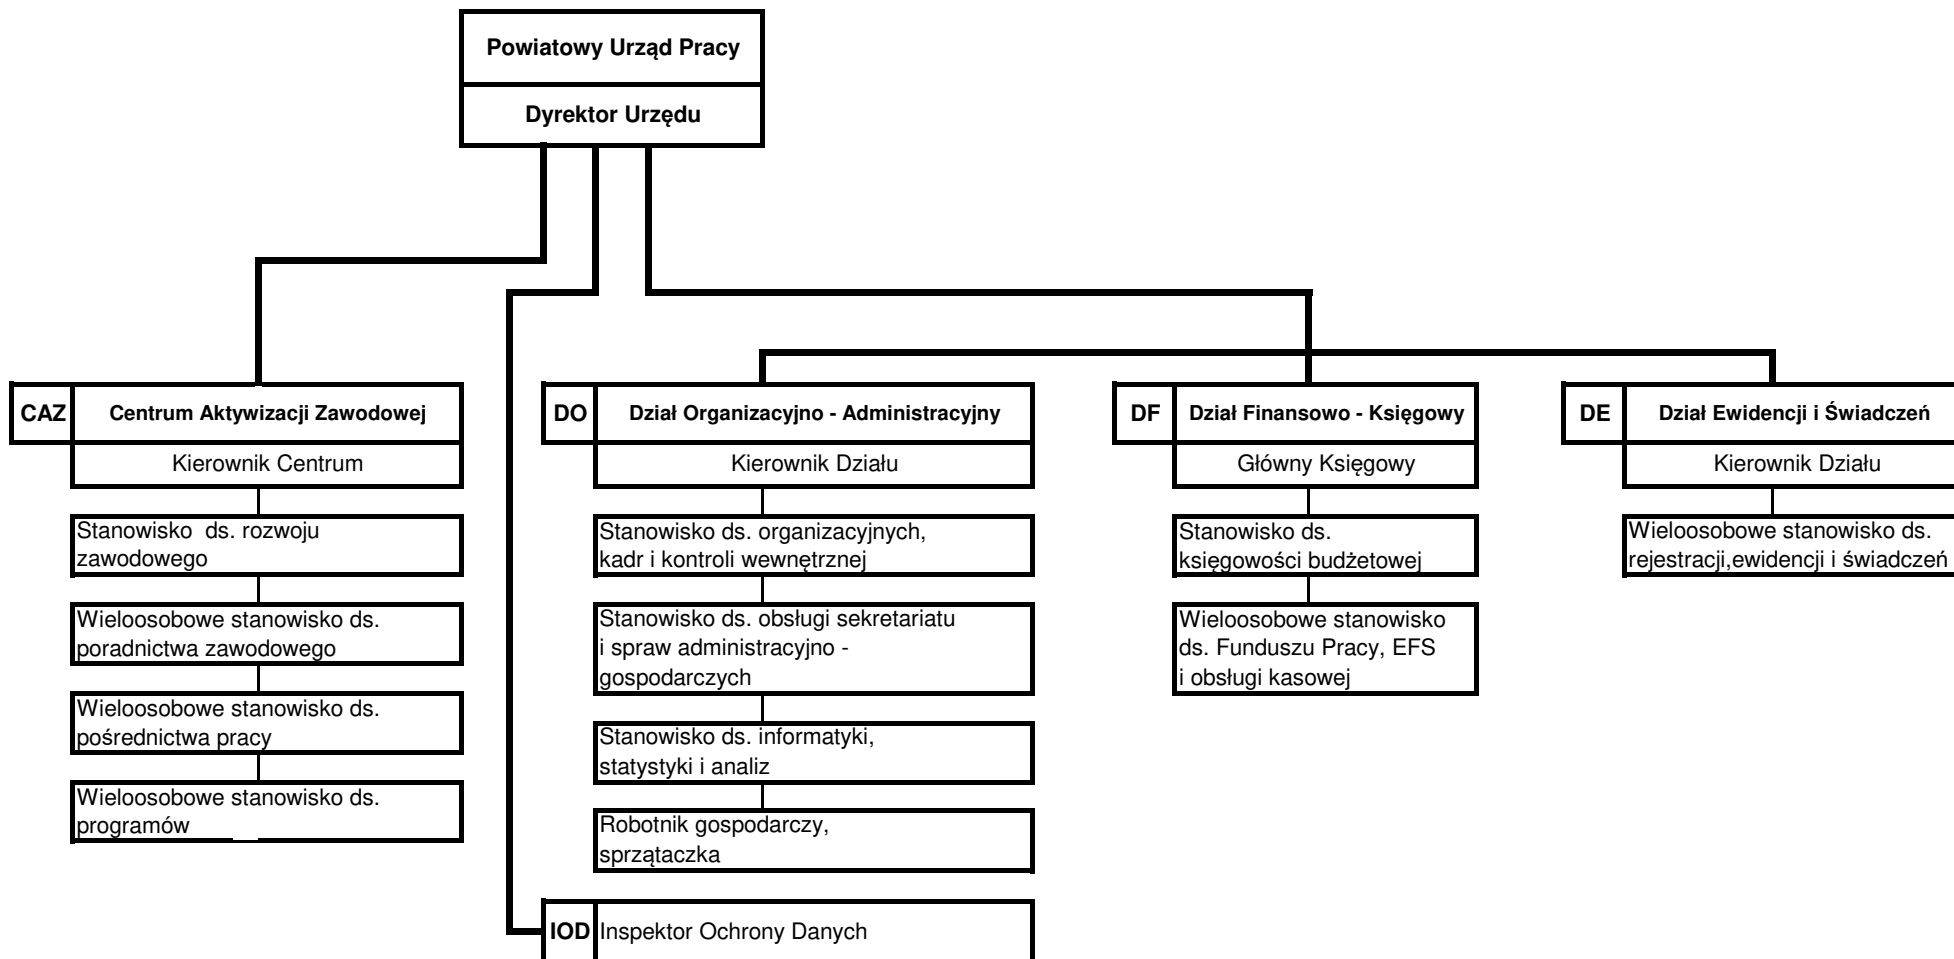 Powiatowy Urząd Pracy
Dyrektor Urzędu
CAZ
Centrum Aktywizacji Zawodowej
Kierownik Centrum
Stanowisko  ds. rozwoju
zawodowego
Wieloosobowe stanowisko ds.
poradnictwa zawodowego
Wieloosobowe stanowisko ds.
pośrednictwa pracy
Wieloosobowe stanowisko ds.
programów
DO
Dział Organizacyjno - Administracyjny
Kierownik Działu
Stanowisko ds. organizacyjnych,
kadr i kontroli wewnętrznej
Stanowisko ds. obsługi sekretariatu
i spraw administracyjno -
gospodarczych
Stanowisko ds. informatyki,
statystyki i analiz
Robotnik gospodarczy,
sprzątaczka
IOD
Inspektor Ochrony Danych
DF
Dział Finansowo - Księgowy
Główny Księgowy
Stanowisko ds.
księgowości budżetowej
Wieloosobowe stanowisko
ds. Funduszu Pracy, EFS
i obsługi kasowej
DE
Dział Ewidencji i Świadczeń
Kierownik Działu
Wieloosobowe stanowisko ds.
rejestracji,ewidencji i świadczeń